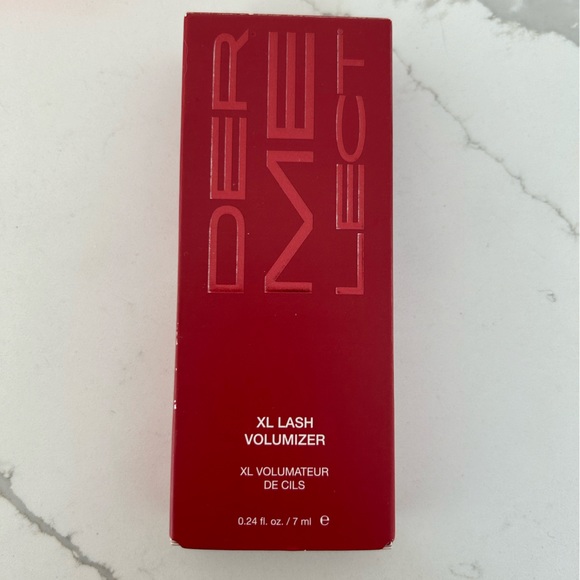 DER
ME
LECT
XL LASH
VOLUMIZER
XL VOLUMATEUR
DE CILS
0.24 fl. oz. / 7 ml ℮